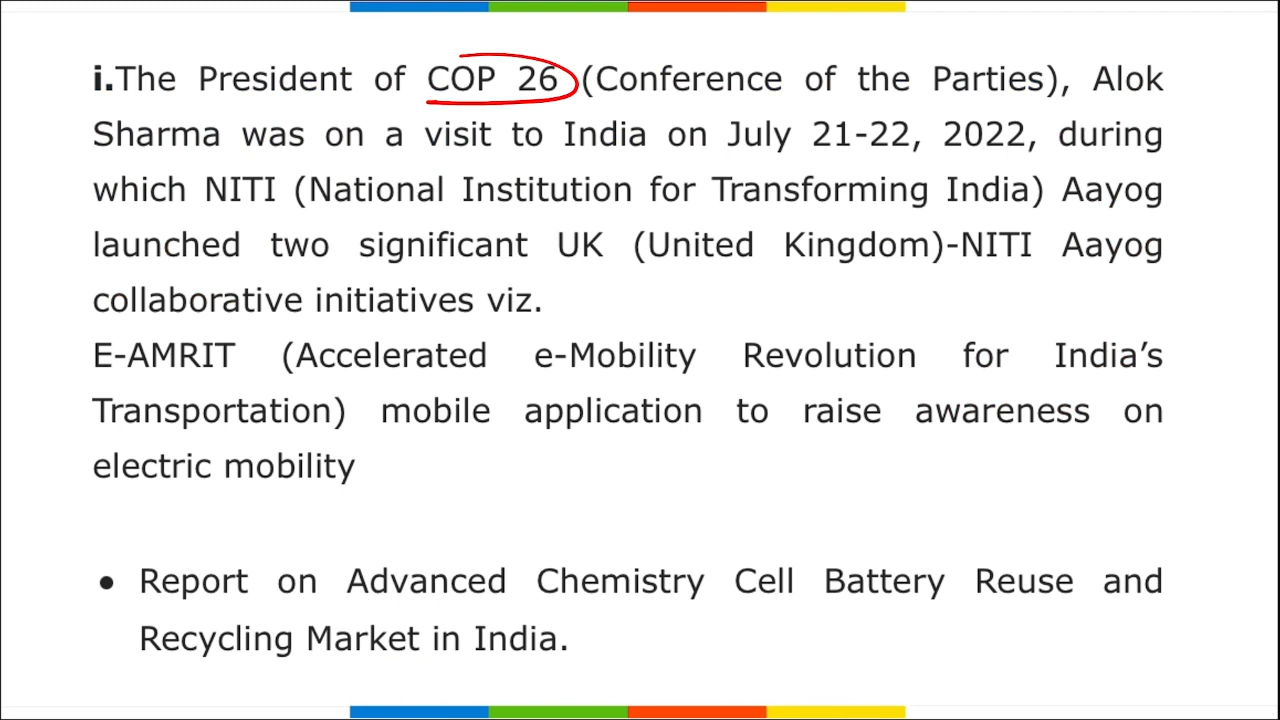 i.The President of COP 26 (Conference of the Parties), Alok
Sharma was on a visit to India on July 21-22, 2022, during
which NITI (National Institution for Transforming India) Aayog
launched two significant UK (United Kingdom)-NITI Aayog
collaborative initiatives viz.
E-AMRIT (Accelerated e-Mobility Revolution for India’s
Transportation) mobile application to raise awareness on
electric mobility
● Report on Advanced Chemistry Cell Battery Reuse and
Recycling Market in India.